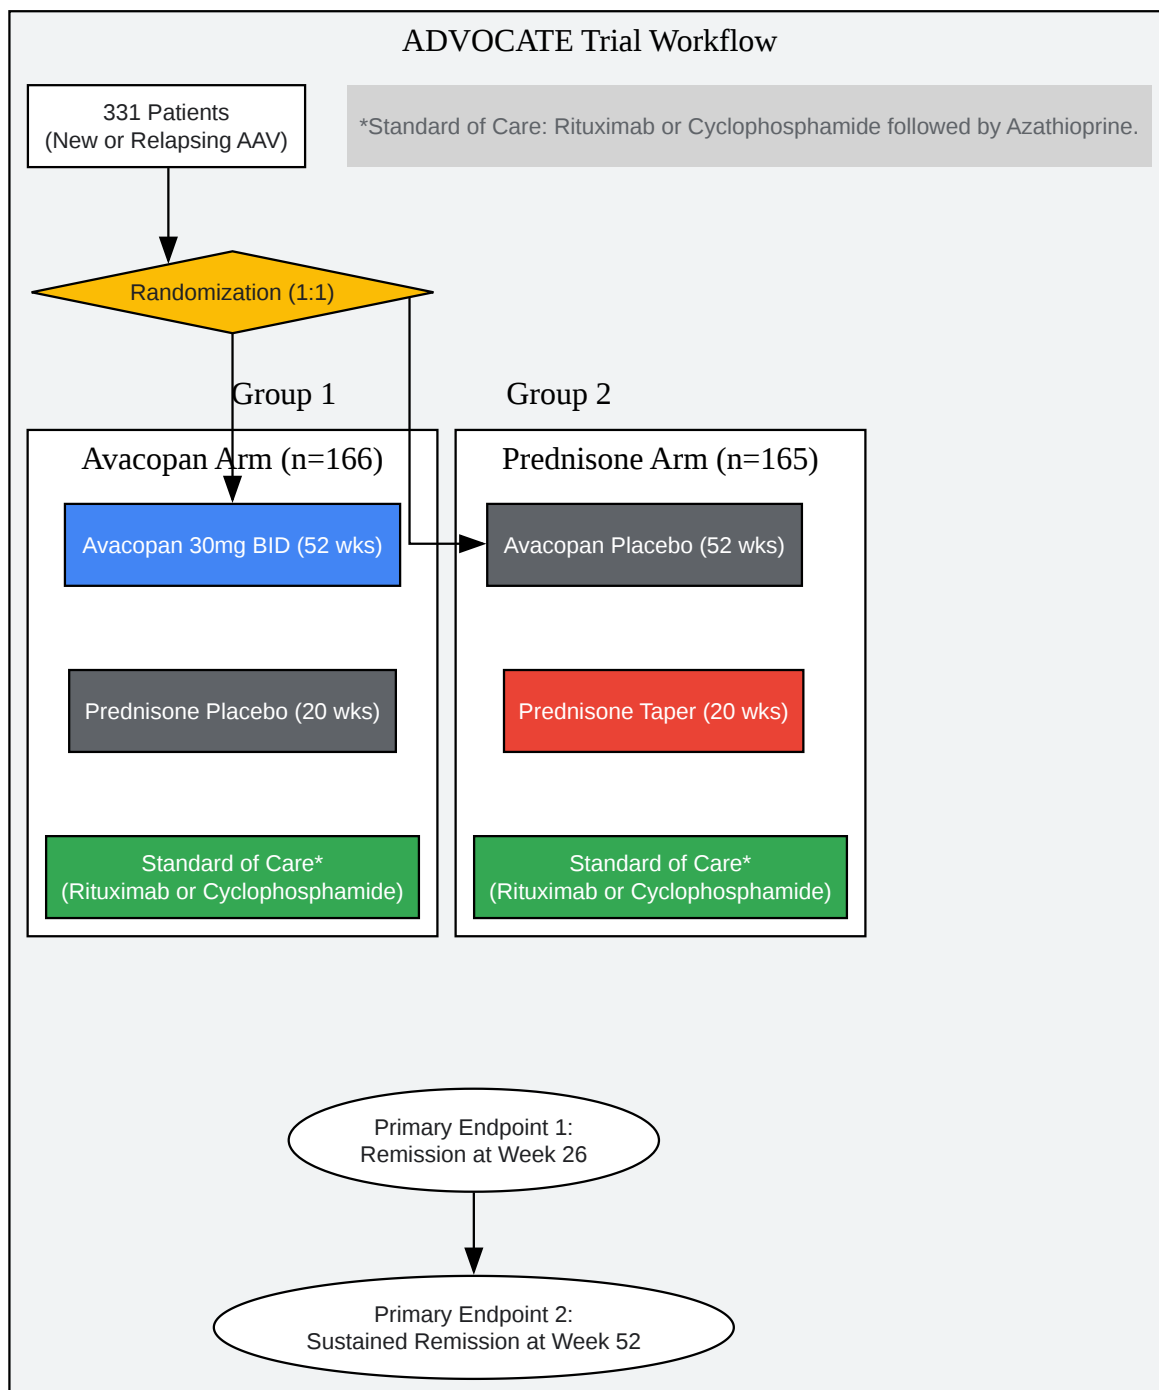 ADVOCATE Trial Workflow
331 Patients
(New or Relapsing AAV)
*Standard of Care: Rituximab or Cyclophosphamide followed by Azathioprine.
Randomization (1:1)
Group 1
Group 2
Avacopan Arm (n=166)
Avacopan 30mg BID (52 wks)
Prednisone Placebo (20 wks)
Standard of Care*
(Rituximab or Cyclophosphamide)
Prednisone Arm (n=165)
Avacopan Placebo (52 wks)
Prednisone Taper (20 wks)
Standard of Care*
(Rituximab or Cyclophosphamide)
Primary Endpoint 1:
Remission at Week 26
Primary Endpoint 2:
Sustained Remission at Week 52